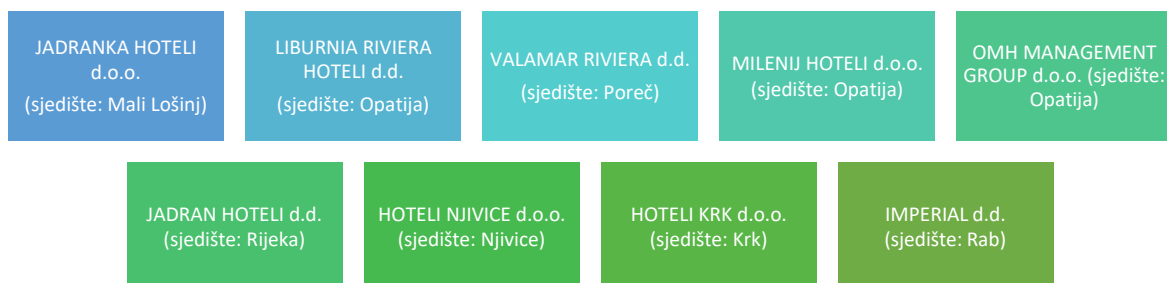 JADRANKA HOTELI
d.o.o.
(sjedište: Mali Lošinj)
LIBURNIA RIVIERA
HOTELI d.d.
(sjedište: Opatija)
VALAMAR RIVIERA d.d.
(sjedište: Poreč)
MILENIJ HOTELI d.o.o.
(sjedište: Opatija)
OMH MANAGEMENT
GROUP d.o.o. (sjedište:
Opatija)
JADRAN HOTELI d.d.
(sjedište: Rijeka)
HOTELI NJIVICE d.o.o.
(sjedište: Njivice)
HOTELI KRK d.o.o.
(sjedište: Krk)
IMPERIAL d.d.
(sjedište: Rab)